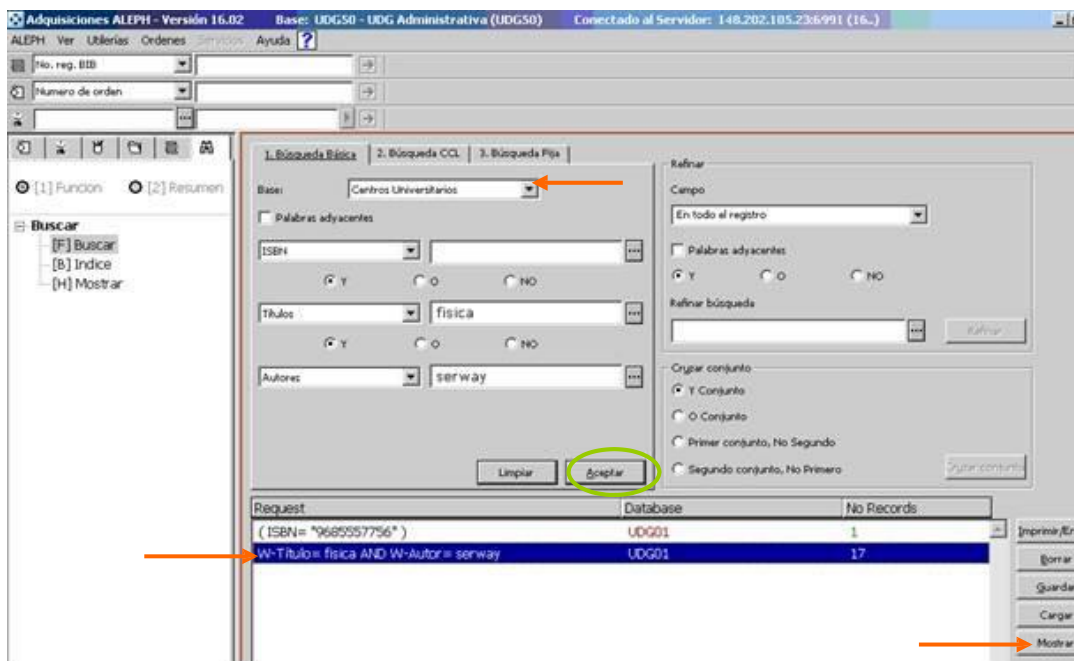 Adquisiciones ALEPH - Versión 16.02 Base: UDG50 - UDG Administrativa (UDG50) Conectado al Servidor: 148.202.105.23:6991 (16..)
ALEPH Ver Utilerías Ordenes Servicios Ayuda ?
No. reg. BIB
Numero de orden
[1] Funcion [2] Resumen
Buscar
[F] Buscar
[B] Indice
[H] Mostrar
1. Búsqueda Básica 2. Búsqueda CCL 3. Búsqueda Fija
Base: Centros Universitarios
Palabras adyacentes
ISBN
Y O NO
Títulos fisica
Y O NO
Autores serway
Limpiar Aceptar
Refinar
Campo
En todo el registro
Palabras adyacentes
Y O NO
Refinar búsqueda
Refinar
Cruzar conjunto
Y Conjunto
O Conjunto
Primer conjunto, No Segundo
Segundo conjunto, No Primero
Cruzar conjunto
Request Database No Records
( ISBN= "9685557756" ) UDG01 1
W-Título= fisica AND W-Autor= serway UDG01 17
Imprimir/En
Borrar
Guardar
Cargar
Mostrar